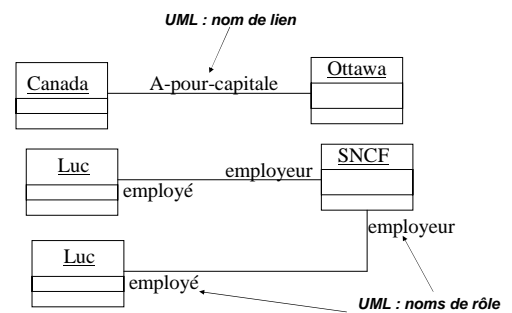 UML : nom de lien
Canada
A-pour-capitale
Ottawa
Luc
employé
employeur
SNCF
employeur
Luc
employé
UML : noms de rôle